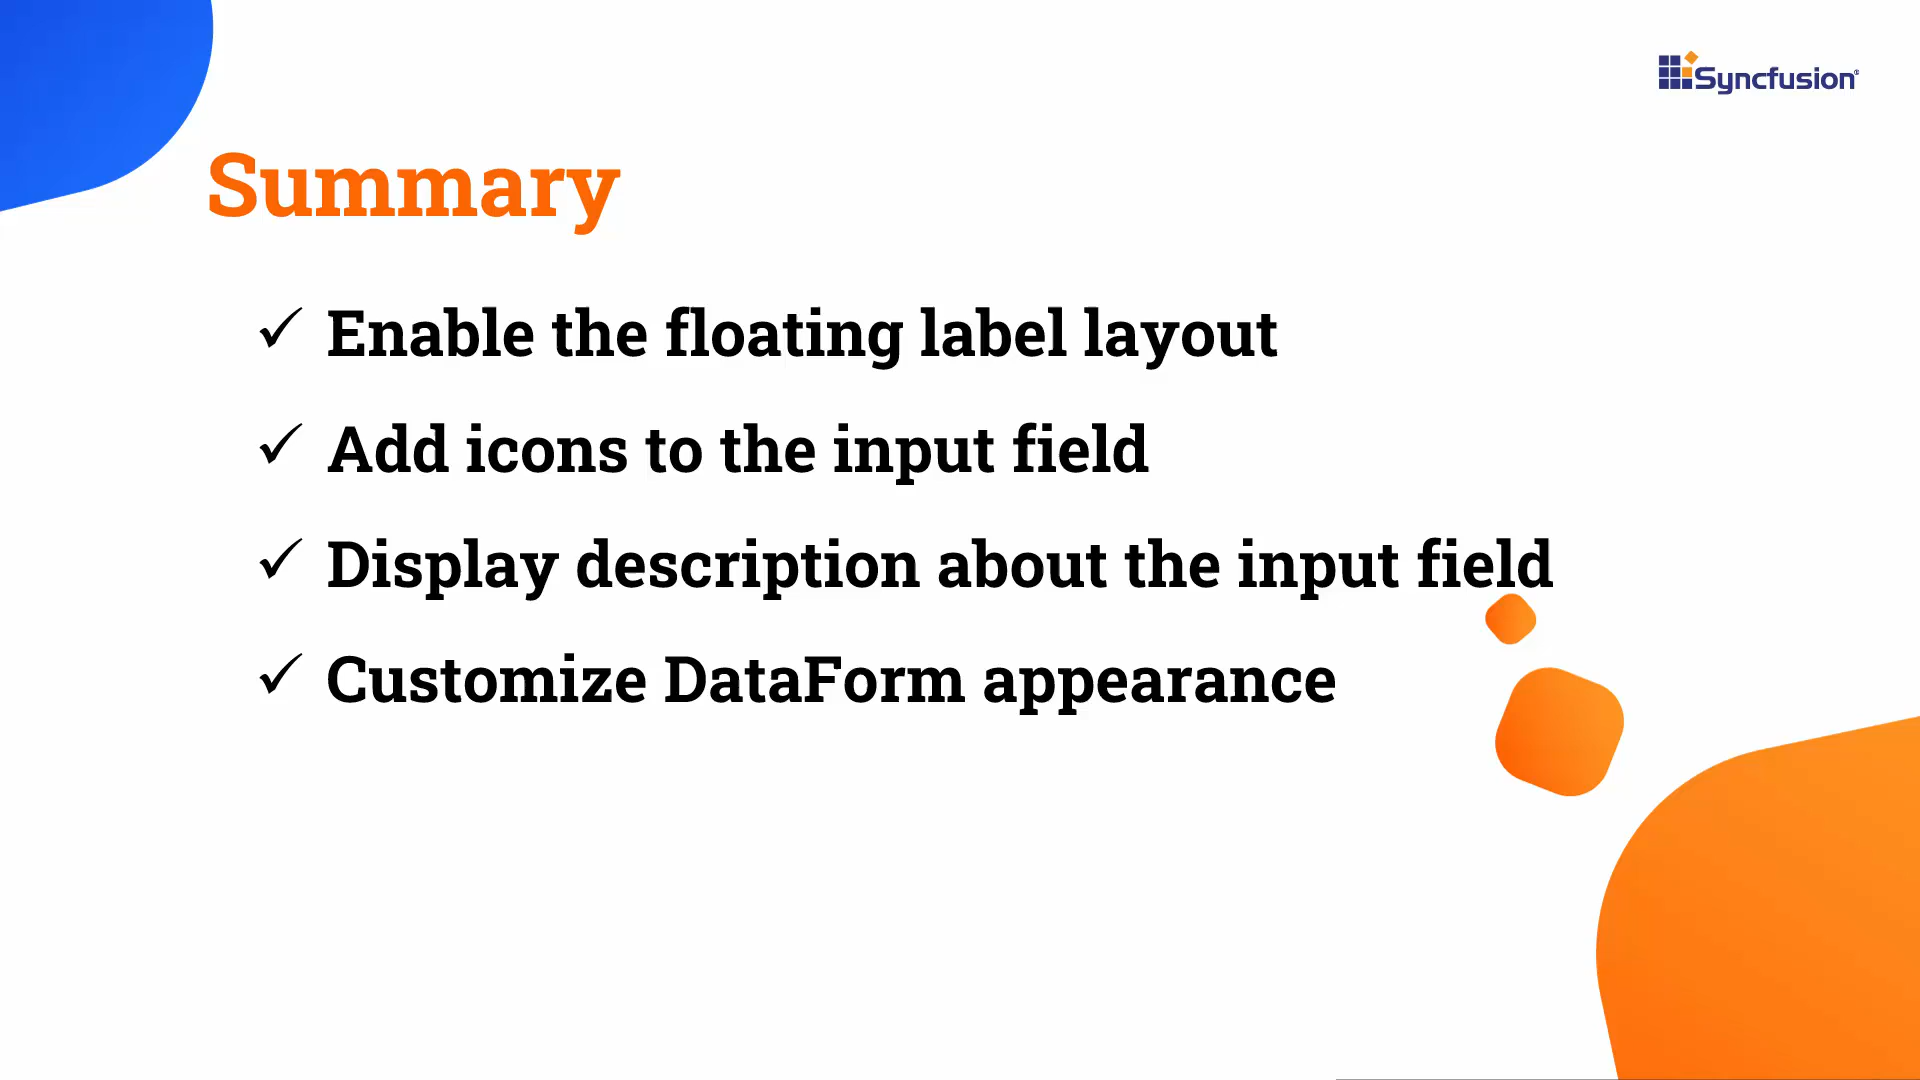 Syncfusion®
Summary
✓ Enable the floating label layout
✓ Add icons to the input field
✓ Display description about the input field
✓ Customize DataForm appearance